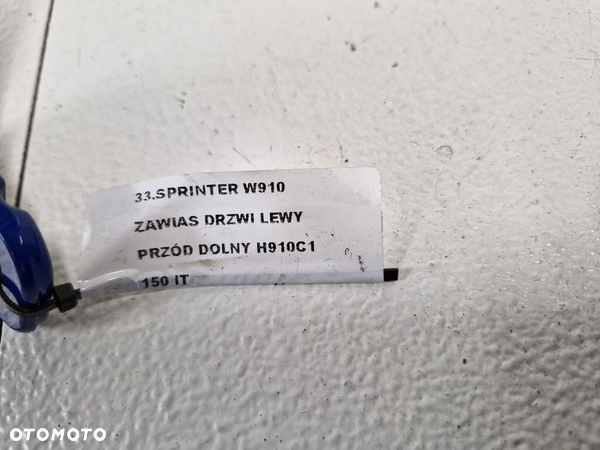 33.SPRINTER W910
ZAWIAS DRZWI LEWY
PRZÓD DOLNY H910C1
150 IT
OTOMOTO